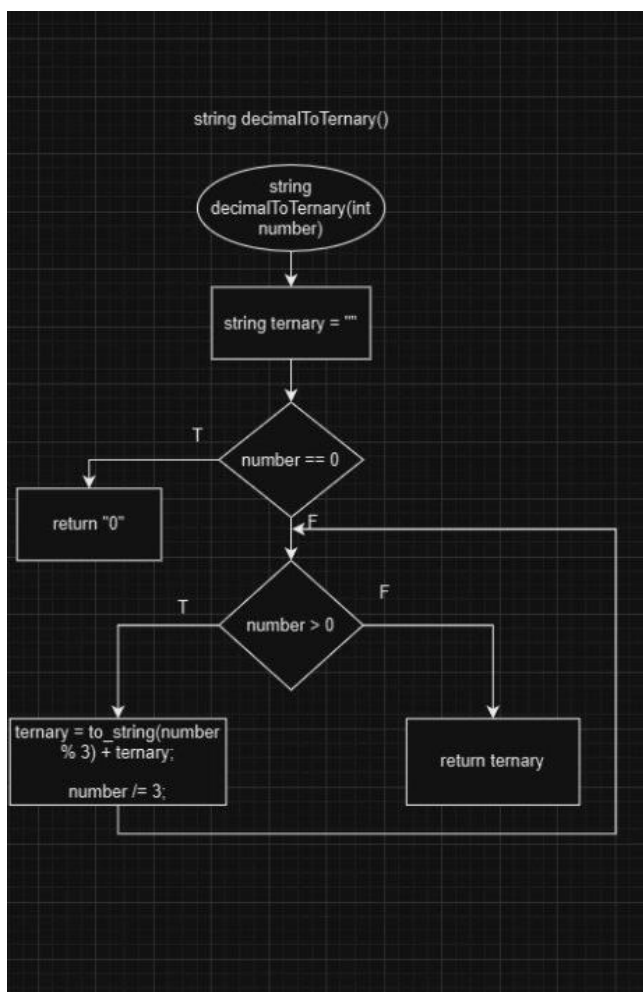 string decimalToTernary()
string
decimalToTernary(int
number)
string ternary = ""
T
number == 0
return "0"
F
T
number > 0
F
ternary = to_string(number
% 3) + ternary;
number /= 3;
return ternary